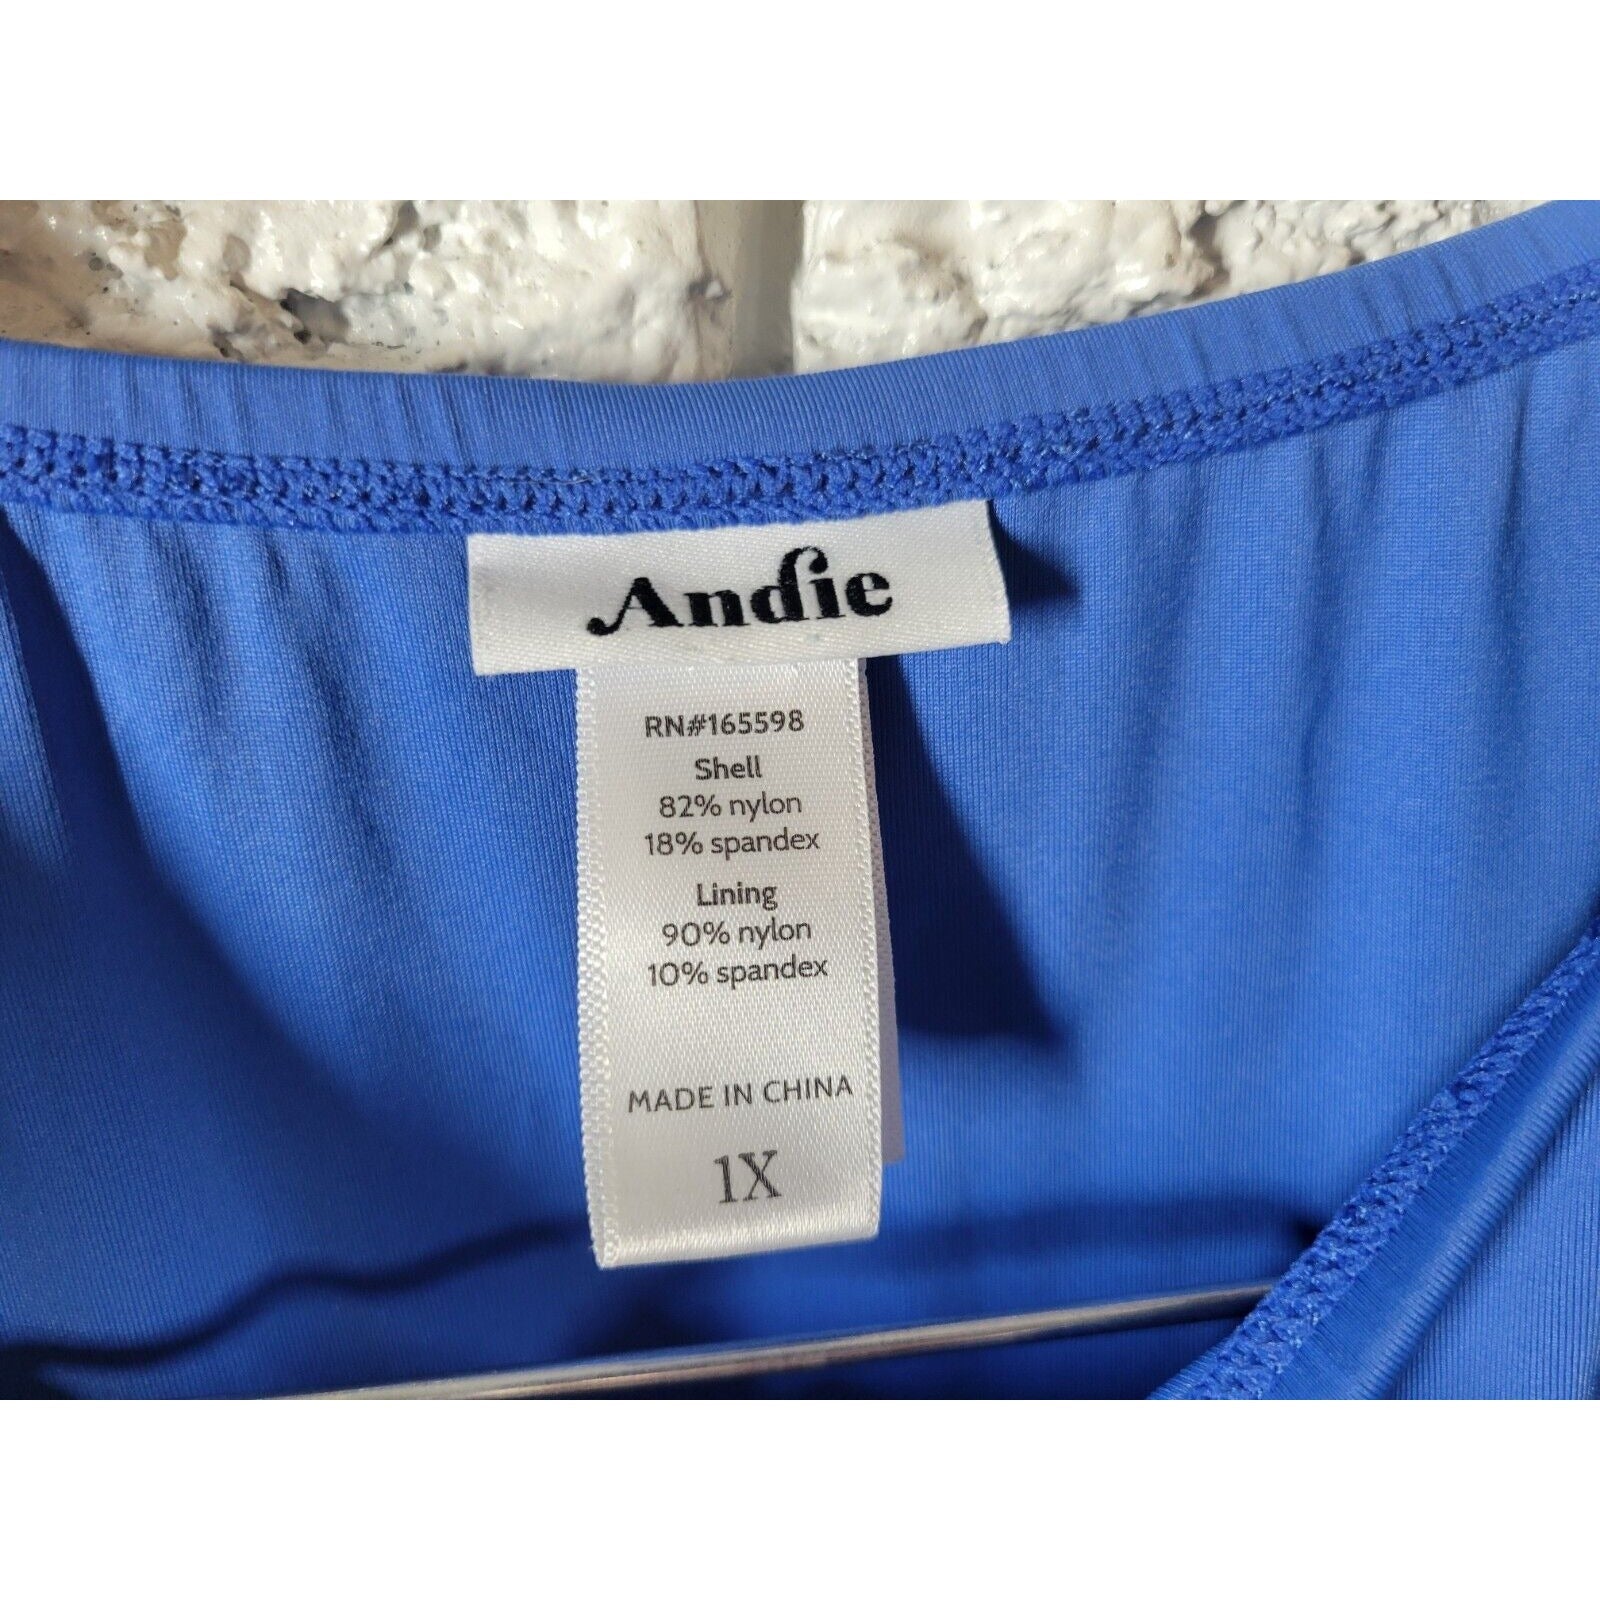 Andie
RN#165598
Shell
82% nylon
18% spandex
Lining
90% nylon
10% spandex
MADE IN CHINA
1X